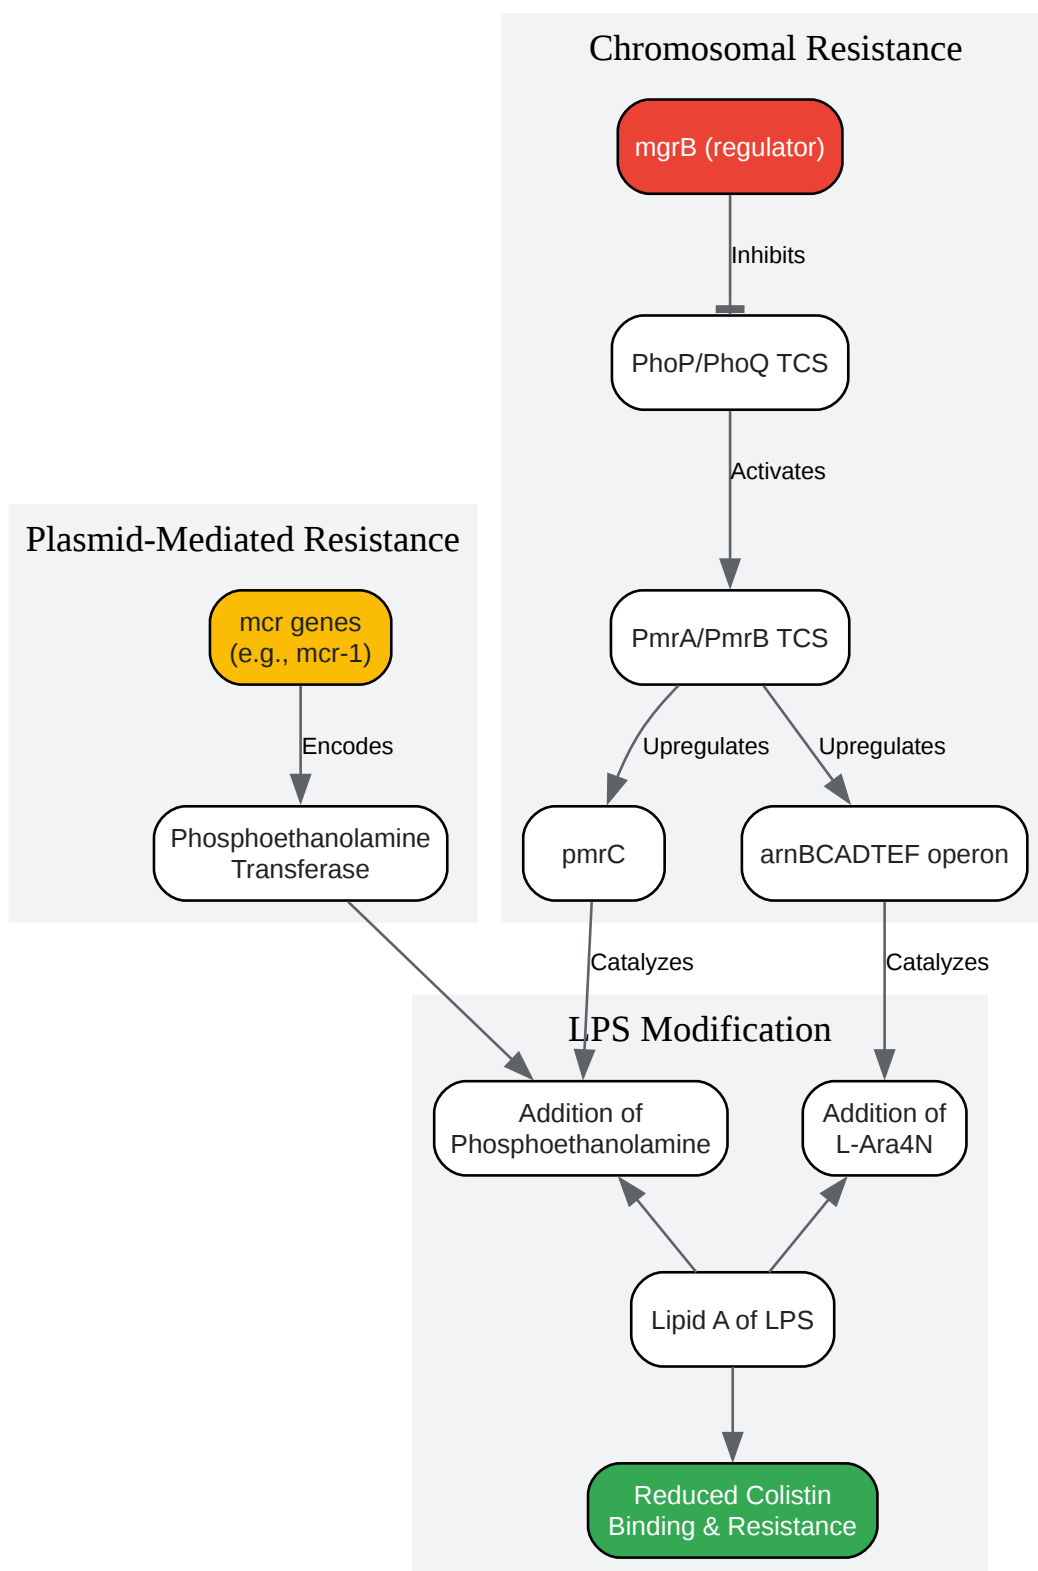 Chromosomal Resistance
mgrB (regulator)
Inhibits
PhoP/PhoQ TCS
Activates
Plasmid-Mediated Resistance
mcr genes
(e.g., mcr-1)
PmrA/PmrB TCS
Encodes
Upregulates
Upregulates
Phosphoethanolamine
Transferase
pmrC
arnBCADTEF operon
Catalyzes
Catalyzes
LPS Modification
Addition of
Phosphoethanolamine
Addition of
L-Ara4N
Lipid A of LPS
Reduced Colistin
Binding & Resistance